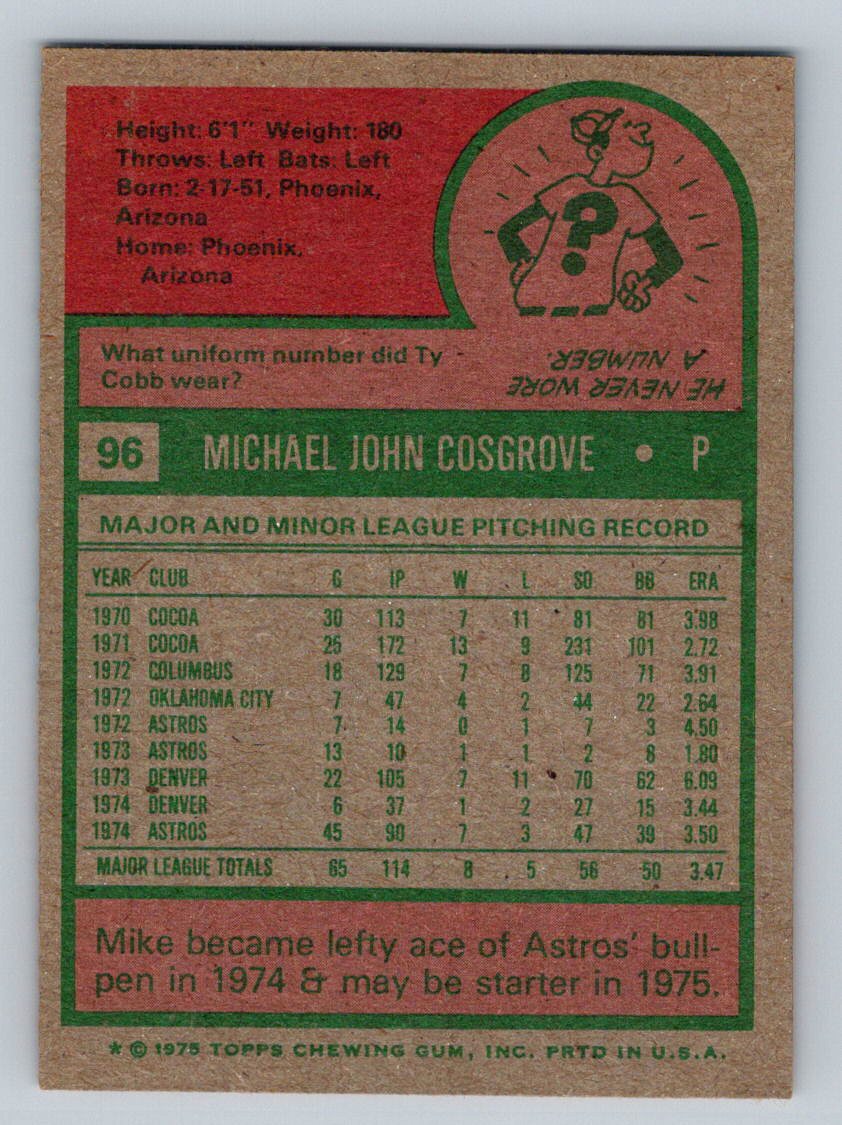 Height: 6'1" Weight: 180
Throws: Left Bats: Left
Born: 2-17-51, Phoenix,
Arizona
Home: Phoenix,
Arizona
?
What uniform number did Ty
Cobb wear?
HE NEVER WORE
A NUMBER.
96 MICHAEL JOHN COSGROVE • P
MAJOR AND MINOR LEAGUE PITCHING RECORD
YEAR CLUB G IP W L SO BB ERA
1970 COCOA 30 113 7 11 81 81 3.98
1971 COCOA 25 172 13 9 231 101 2.72
1972 COLUMBUS 18 129 7 8 125 71 3.91
1972 OKLAHOMA CITY 7 47 4 2 44 22 2.64
1972 ASTROS 7 14 0 1 7 3 4.50
1973 ASTROS 13 10 1 1 2 8 1.80
1973 DENVER 22 105 7 11 70 62 6.09
1974 DENVER 6 37 1 2 27 15 3.44
1974 ASTROS 45 90 7 3 47 39 3.50
MAJOR LEAGUE TOTALS 65 114 8 5 56 50 3.47
Mike became lefty ace of Astros' bull-
pen in 1974 & may be starter in 1975.
* © 1975 TOPPS CHEWING GUM, INC. PRTD IN U.S.A.